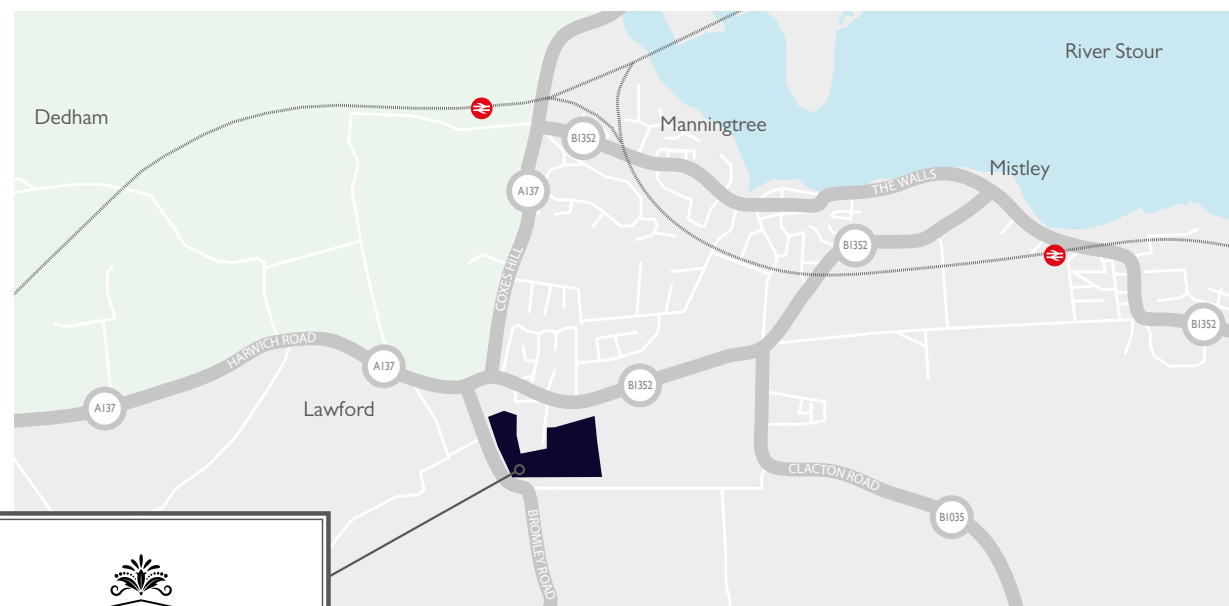 River Stour
Dedham
Manningtree
B1352
Mistley
THE WALLS
A137
B1352
COXES HILL
B1352
HARWICH ROAD
A137
B1352
A137
Lawford
CLACTON ROAD
B1035
BROMLEY ROAD